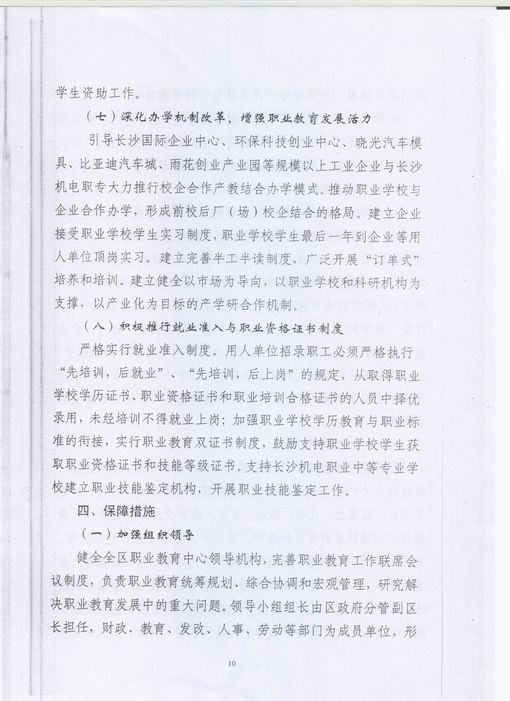 学生资助工作。
（七）深化办学机制改革，增强职业教育发展活力
引导长沙国际企业中心、环保科技创业中心、晓光汽车模
具、比亚迪汽车城、雨花创业产业园等规模以上工业企业与长沙
机电职专大力推行校企合作产教结合办学模式。推动职业学校与
企业合作办学，形成前校后厂（场）校企结合的格局。建立企业
接受职业学校学生实习制度，职业学校学生最后一年到企业等用
人单位顶岗实习。建立完善半工半读制度，广泛开展“订单式”
培养和培训。建立健全以市场为导向，以职业学校和科研机构为
支撑，以产业化为目标的产学研合作机制。
（八）积极推行就业准入与职业资格证书制度
严格实行就业准入制度。用人单位招录职工必须严格执行
“先培训，后就业”、“先培训，后上岗”的规定，从取得职业
学校学历证书、职业资格证书和职业培训合格证书的人员中择优
录用，未经培训不得就业上岗；加强职业学校学历教育与职业标
准的衔接，实行职业教育双证书制度，鼓励支持职业学校学生获
取职业资格证书和技能等级证书。支持长沙机电职业中等专业学
校建立职业技能鉴定机构，开展职业技能鉴定工作。
四、保障措施
（一）加强组织领导
健全全区职业教育中心领导机构，完善职业教育工作联席会
议制度，负责职业教育统筹规划、综合协调和宏观管理，研究解
决职业教育发展中的重大问题。领导小组组长由区政府分管副区
长担任，财政、教育、发改、人事、劳动等部门为成员单位，形
10